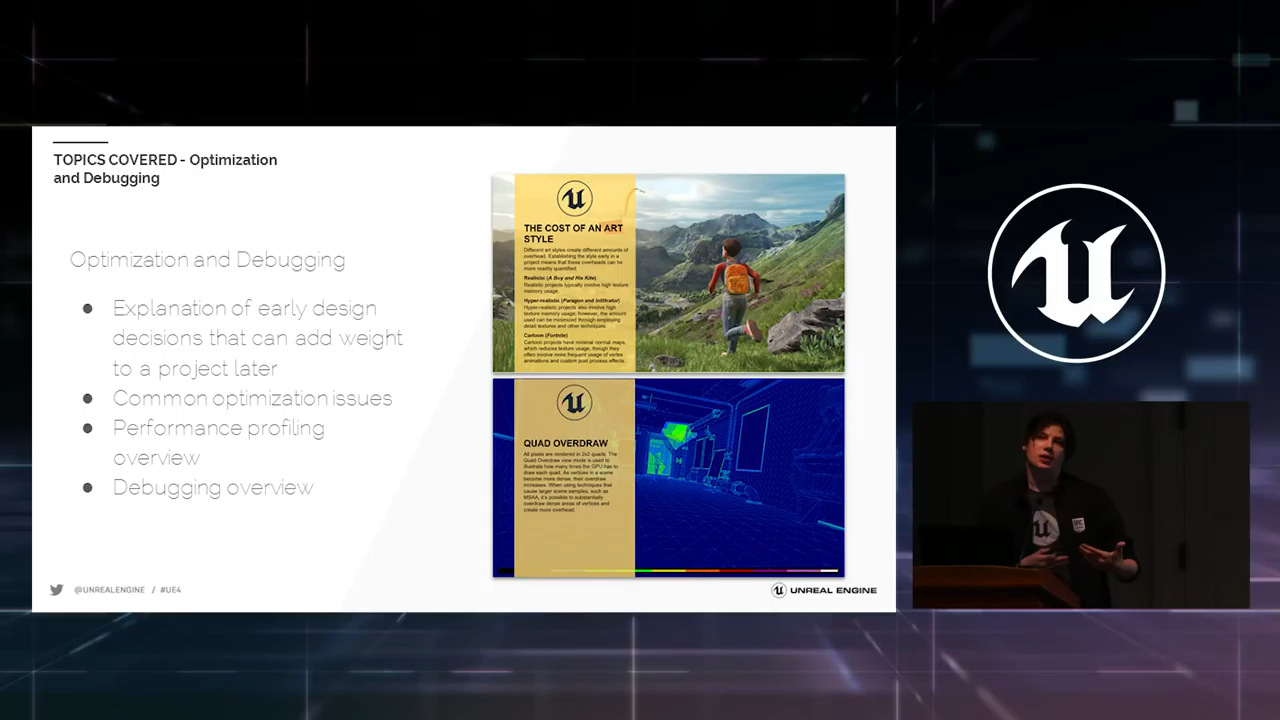 TOPICS COVERED - Optimization
and Debugging
Optimization and Debugging
● Explanation of early design
decisions that can add weight
to a project later
● Common optimization issues
● Performance profiling
overview
● Debugging overview
THE COST OF AN ART
STYLE
Different art styles create different amounts of
overhead. Establishing the style early in a
project means that those overheads can be
more readily quantified.
Realistic (A Boy and His Kite)
Realistic projects typically involve high texture
memory usage.
Hyper-realistic (Paragon and Infiltrator)
Hyper-realistic projects also involve high
texture memory usage; however, the amount
used can be minimized through employing
detail textures and other techniques.
Cartoon (Fortnite)
Cartoon projects have minimal normal maps,
which reduces texture usage, though they
often involve more frequent usage of vertex
animations and custom post process effects.
QUAD OVERDRAW
All pixels are rendered in 2x2 quads. The
Quad Overdraw view mode is used to
illustrate how many times the GPU has to
draw each quad. As vertices in a scene
become more dense, their overdraw
increases. When using techniques that
cause larger scene samples, such as
MSAA, it's possible to substantially
overdraw dense areas of vertices and
create more overhead.
@UNREALENGINE / #UE4
UNREAL ENGINE
EPIC